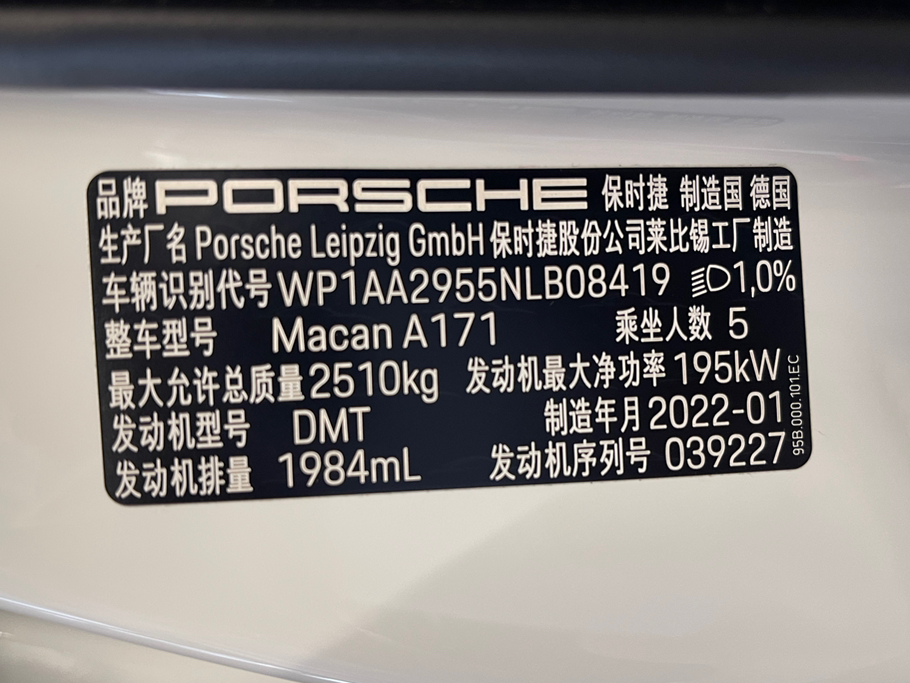 品牌 PORSCHE 保时捷 制造国 德国
生产厂名 Porsche Leipzig GmbH 保时捷股份公司莱比锡工厂制造
车辆识别代号 WP1AA2955NLB08419 1,0%
整车型号 Macan A171 乘坐人数 5
最大允许总质量 2510kg 发动机最大净功率 195kW
发动机型号 DMT 制造年月 2022-01
发动机排量 1984mL 发动机序列号 039227
95B.000.101.EC